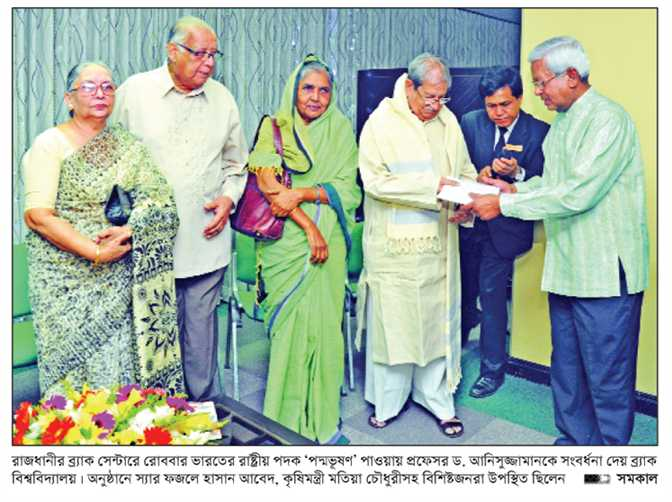 রাজধানীর ব্র্যাক সেন্টারে রোববার ভারতের রাষ্ট্রীয় পদক ‘পদ্মভূষণ’ পাওয়ায় প্রফেসর ড. আনিসুজ্জামানকে সংবর্ধনা দেয় ব্র্যাক
বিশ্ববিদ্যালয়। অনুষ্ঠানে স্যার ফজলে হাসান আবেদ, কৃষিমন্ত্রী মতিয়া চৌধুরীসহ বিশিষ্টজনরা উপস্থিত ছিলেন ■ সমকাল